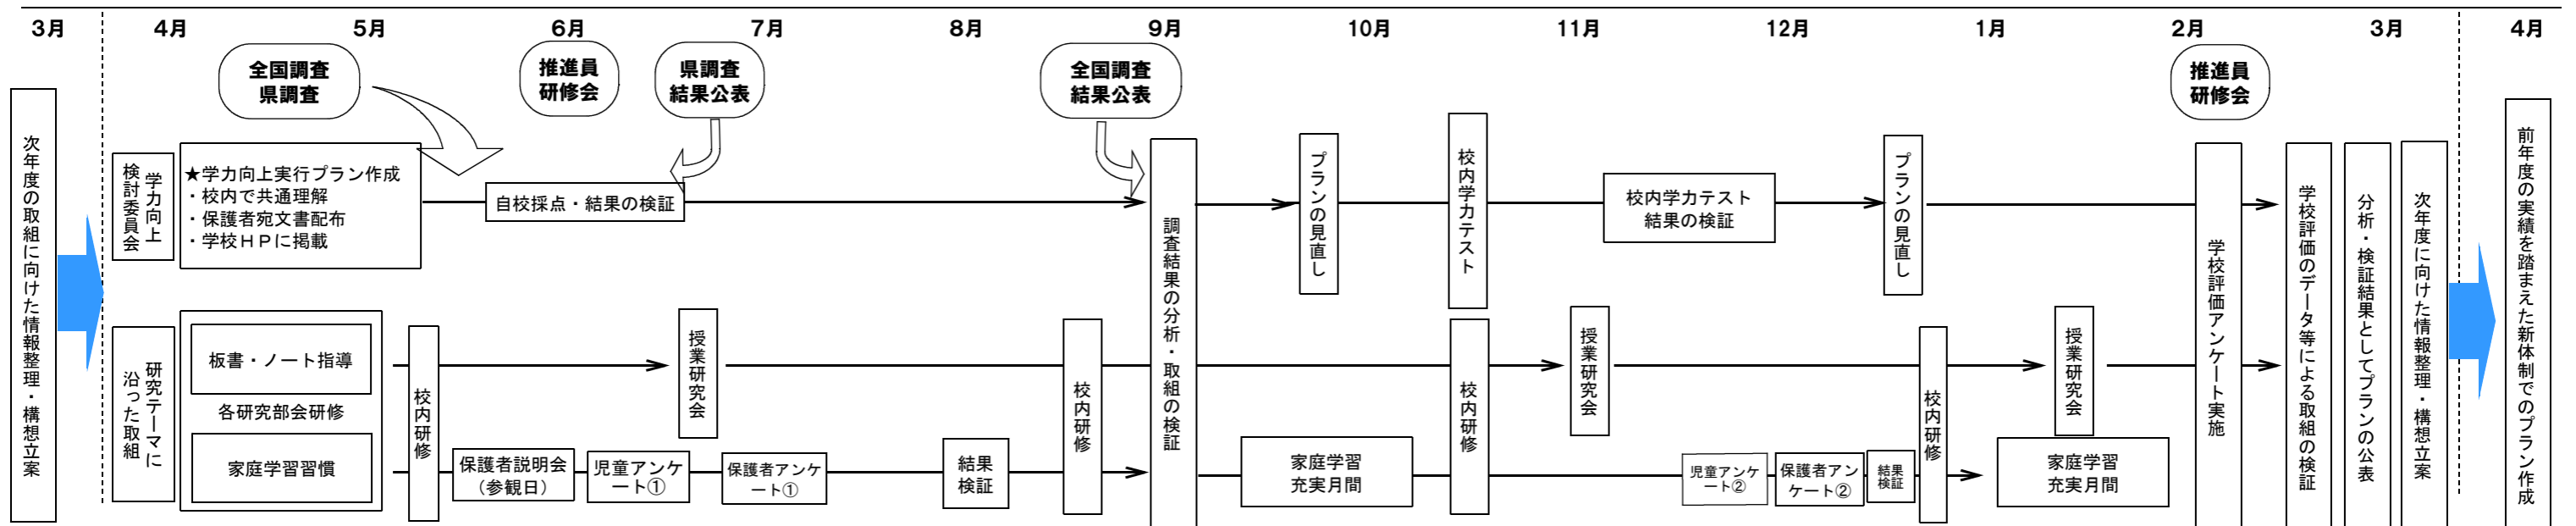 3月
4月
5月
6月
7月
8月
9月
10月
11月
12月
1月
2月
3月
4月
全国調査
県調査
推進員
研修会
県調査
結果公表
全国調査
結果公表
推進員
研修会
次年度の取組に向けた情報整理・構想立案
学力向上
検討委員会
★学力向上実行プラン作成
・校内で共通理解
・保護者宛文書配布
・学校ＨＰに掲載
自校採点・結果の検証
調査結果の分析・取組の検証
プランの見直し
校内学力テスト
校内学力テスト
結果の検証
プランの見直し
学校評価アンケート実施
学校評価のデータ等による取組の検証
分析・検証結果としてプランの公表
次年度に向けた情報整理・構想立案
前年度の実績を踏まえた新体制でのプラン作成
研究テーマに
沿った取組
板書・ノート指導
各研究部会研修
家庭学習習慣
校内研修
授業研究会
校内研修
校内研修
授業研究会
校内研修
授業研究会
保護者説明会
（参観日）
児童アンケ
ート①
保護者アンケ
ート①
結果
検証
家庭学習
充実月間
児童アンケ
ート②
保護者アン
ケート②
結果
検証
家庭学習
充実月間